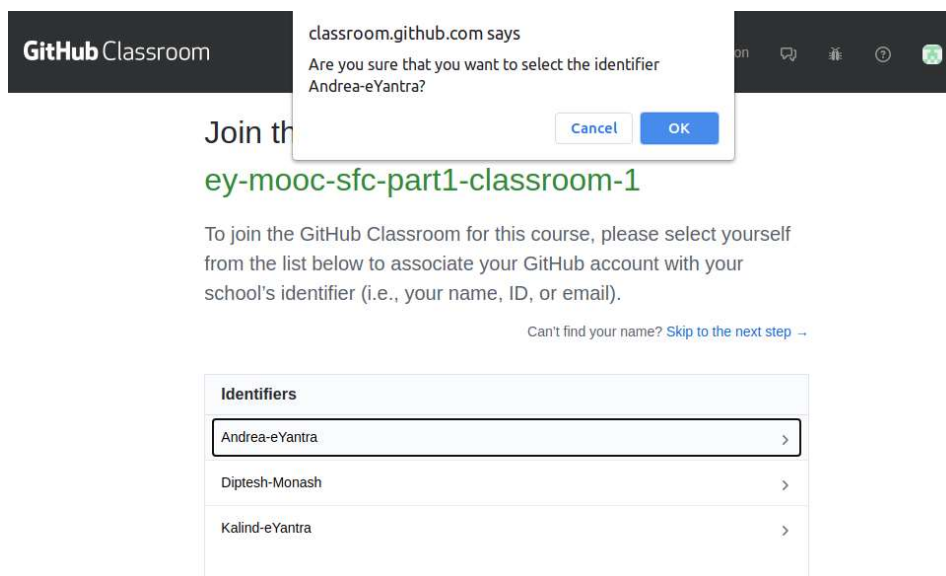 GitHub Classroom
classroom.github.com says
Are you sure that you want to select the identifier
Andrea-eYantra?
Cancel
OK
on
Join th
ey-mooc-sfc-part1-classroom-1
To join the GitHub Classroom for this course, please select yourself
from the list below to associate your GitHub account with your
school's identifier (i.e., your name, ID, or email).
Can't find your name? Skip to the next step →
Identifiers
Andrea-eYantra
Diptesh-Monash
Kalind-eYantra